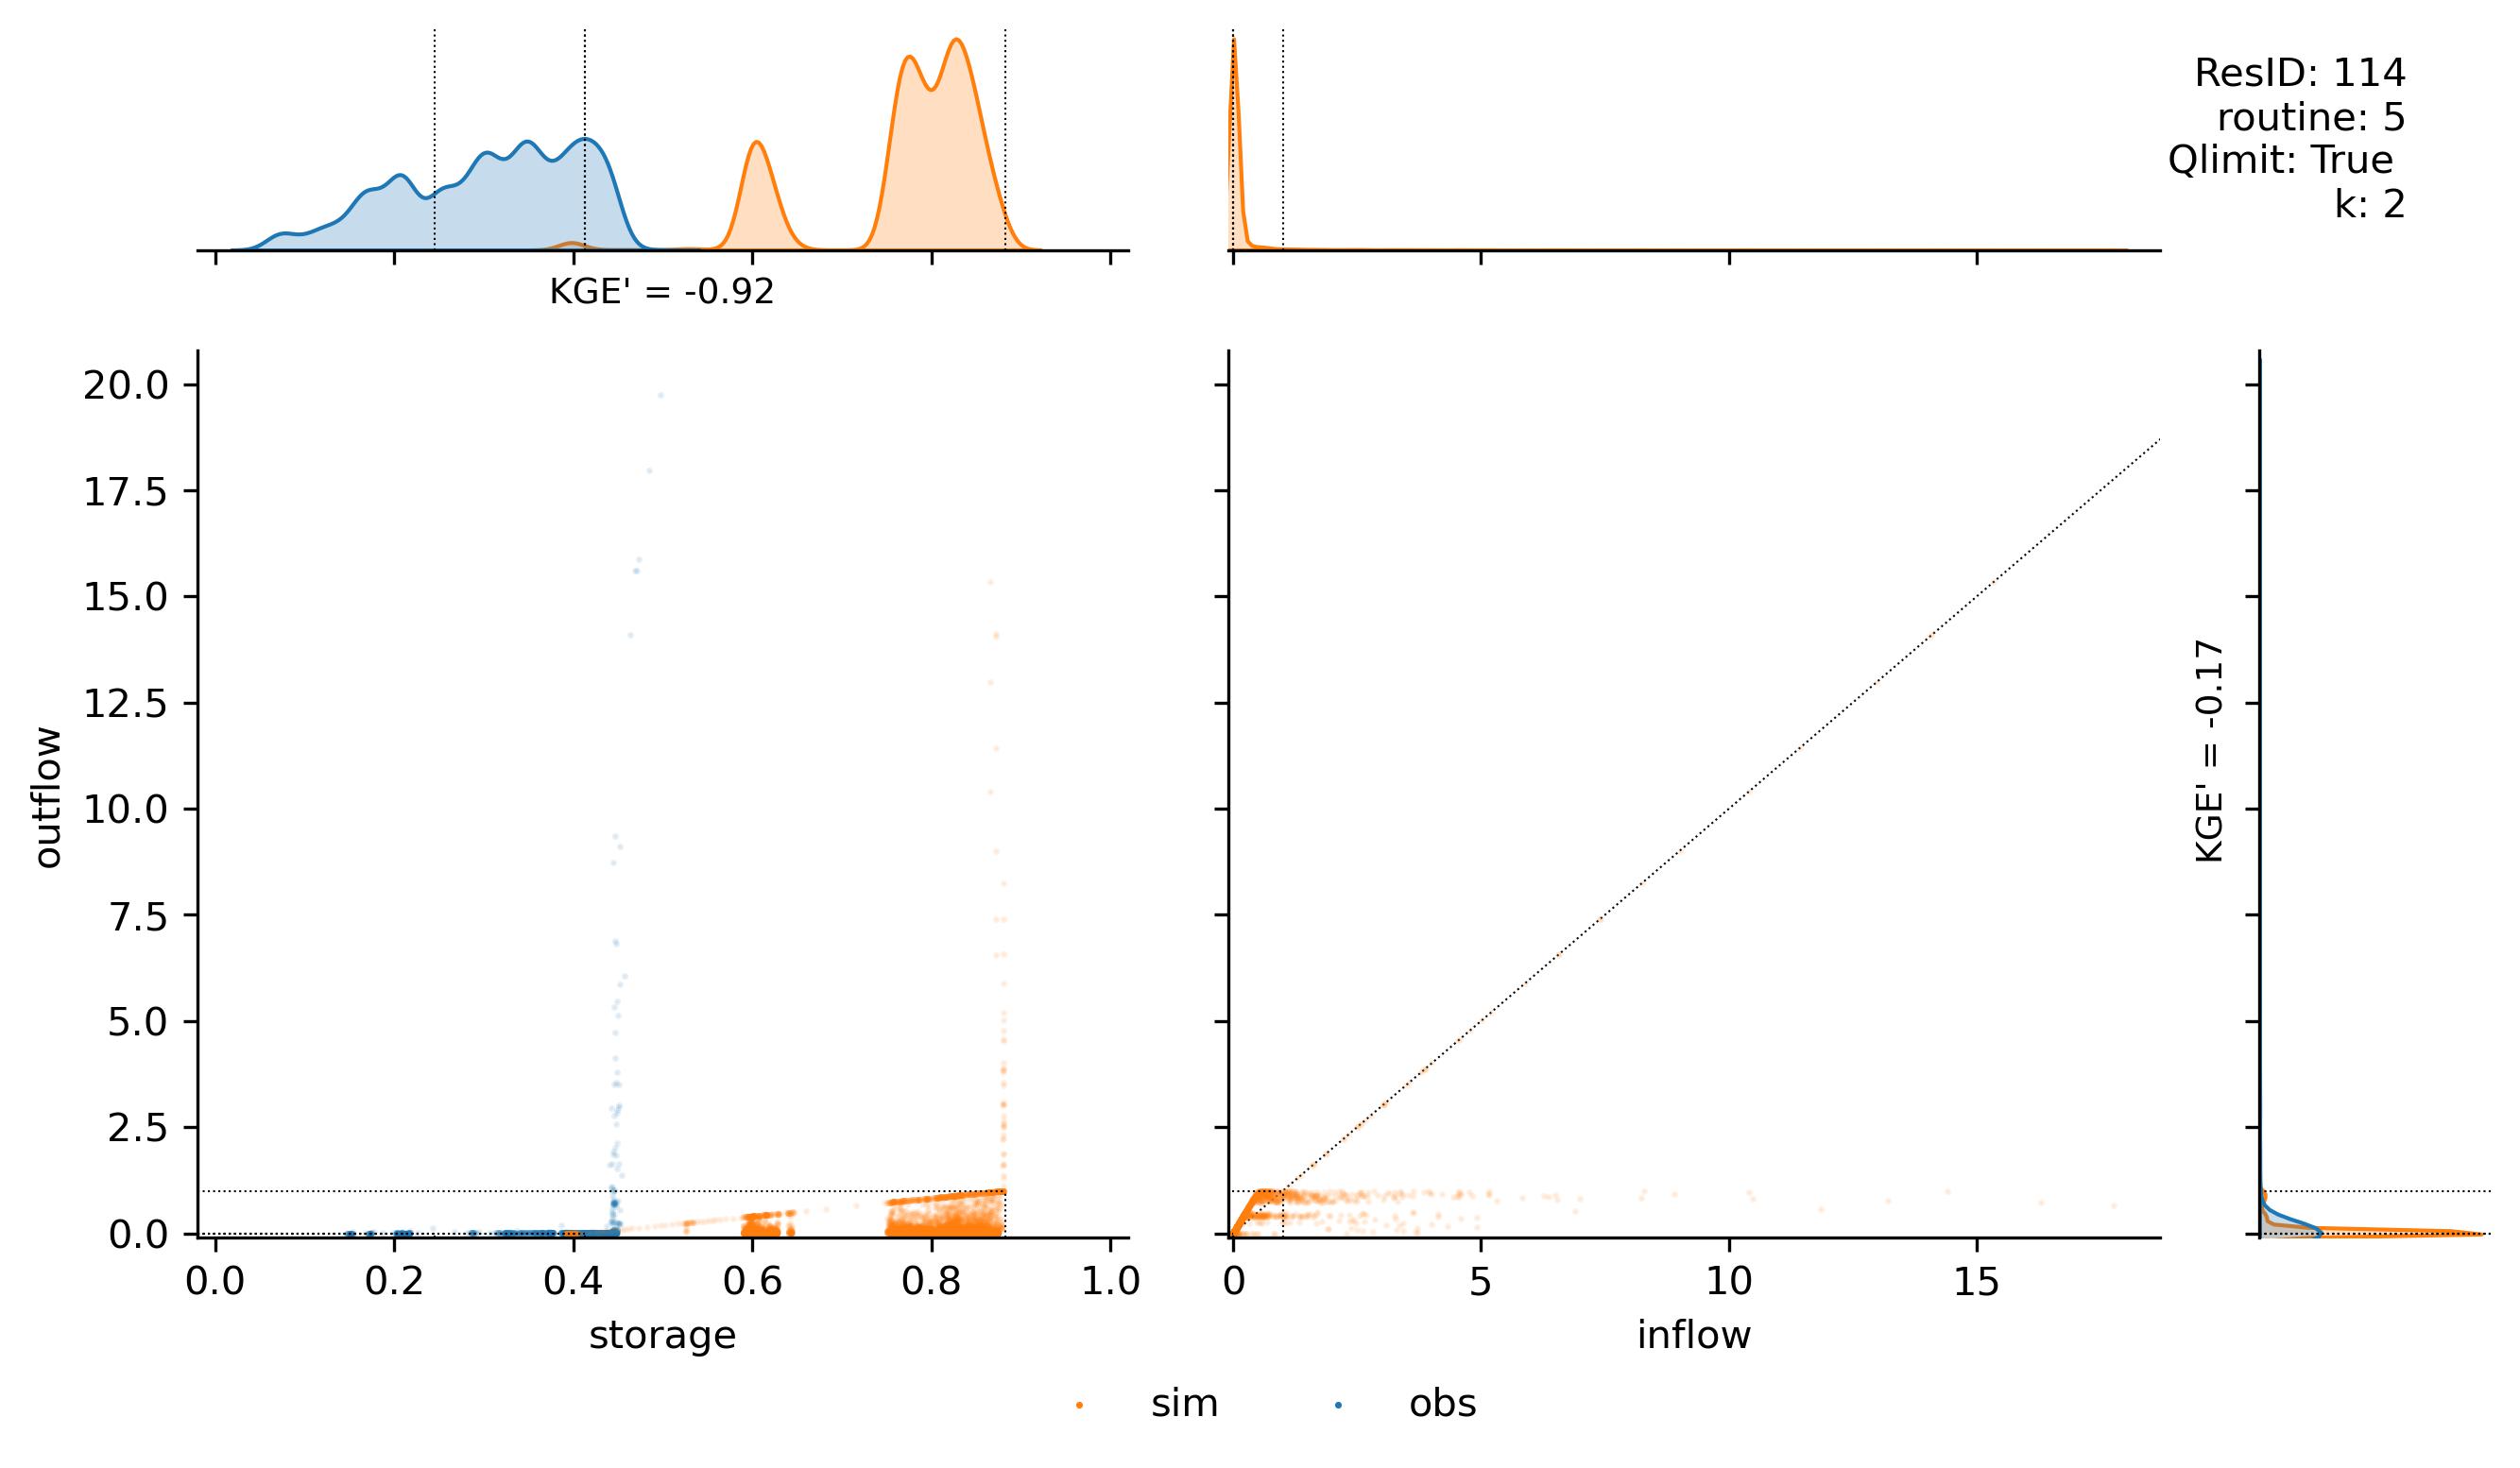 ResID: 114
routine: 5
Qlimit: True
k: 2
KGE' = -0.92
20.0
17.5
15.0
12.5
10.0
7.5
5.0
2.5
0.0
outflow
KGE' = -0.17
0.0 0.2 0.4 0.6 0.8 1.0
0 5 10 15
storage
inflow
sim obs